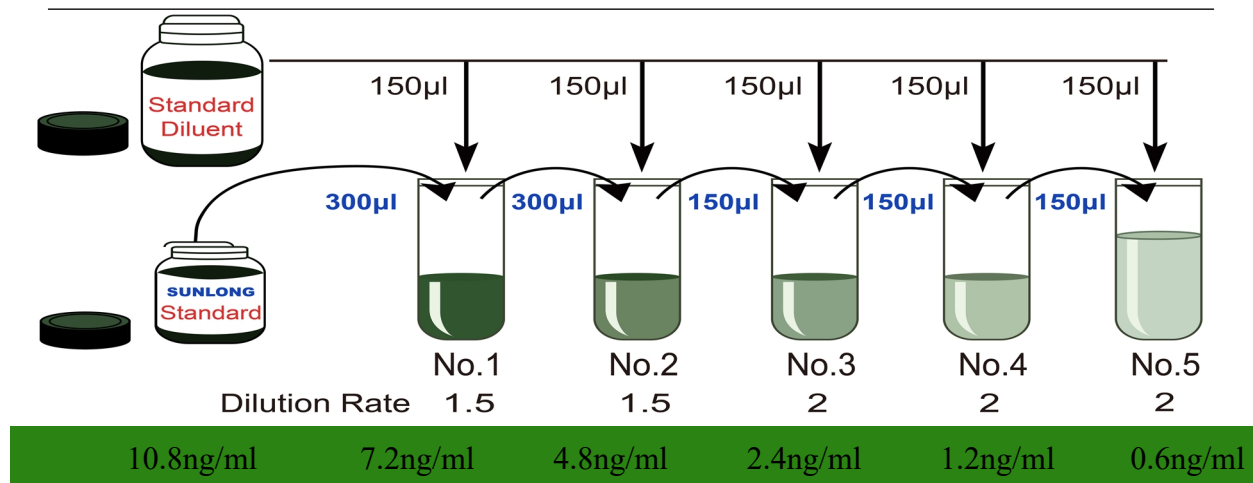 150μl 150μl 150μl 150μl 150μl
Standard
Diluent
300μl 300μl 150μl 150μl 150μl
SUNLONG
Standard
No.1 No.2 No.3 No.4 No.5
Dilution Rate 1.5 1.5 2 2 2
10.8ng/ml 7.2ng/ml 4.8ng/ml 2.4ng/ml 1.2ng/ml 0.6ng/ml